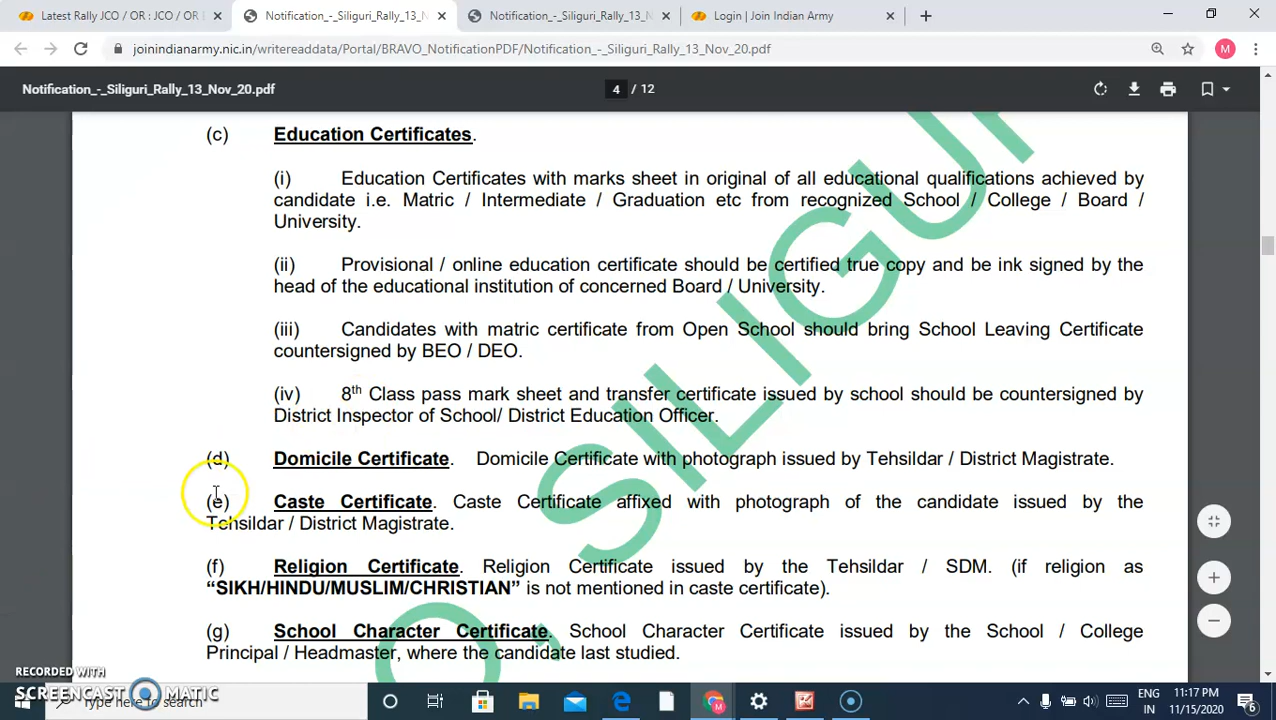 Latest Rally JCO / OR : JCO / OR E
Notification_-_Siliguri_Rally_13_N
Notification_-_Siliguri_Rally_13_N
Login | Join Indian Army
joinindianarmy.nic.in/writereaddata/Portal/BRAVO_NotificationPDF/Notification_-_Siliguri_Rally_13_Nov_20.pdf
M
Notification_-_Siliguri_Rally_13_Nov_20.pdf
4 / 12
(c) Education Certificates.
(i) Education Certificates with marks sheet in original of all educational qualifications achieved by
candidate i.e. Matric / Intermediate / Graduation etc from recognized School / College / Board /
University.
(ii) Provisional / online education certificate should be certified true copy and be ink signed by the
head of the educational institution of concerned Board / University.
(iii) Candidates with matric certificate from Open School should bring School Leaving Certificate
countersigned by BEO / DEO.
(iv) 8th Class pass mark sheet and transfer certificate issued by school should be countersigned by
District Inspector of School/ District Education Officer.
(d) Domicile Certificate. Domicile Certificate with photograph issued by Tehsildar / District Magistrate.
(e) Caste Certificate. Caste Certificate affixed with photograph of the candidate issued by the
Tehsildar / District Magistrate.
(f) Religion Certificate. Religion Certificate issued by the Tehsildar / SDM. (if religion as
“SIKH/HINDU/MUSLIM/CHRISTIAN” is not mentioned in caste certificate).
(g) School Character Certificate. School Character Certificate issued by the School / College
Principal / Headmaster, where the candidate last studied.
O, SILIGUR
RECORDED WITH
SCREENCAST MATIC
Type here to search
ENG
IN
11:17 PM
11/15/2020
6